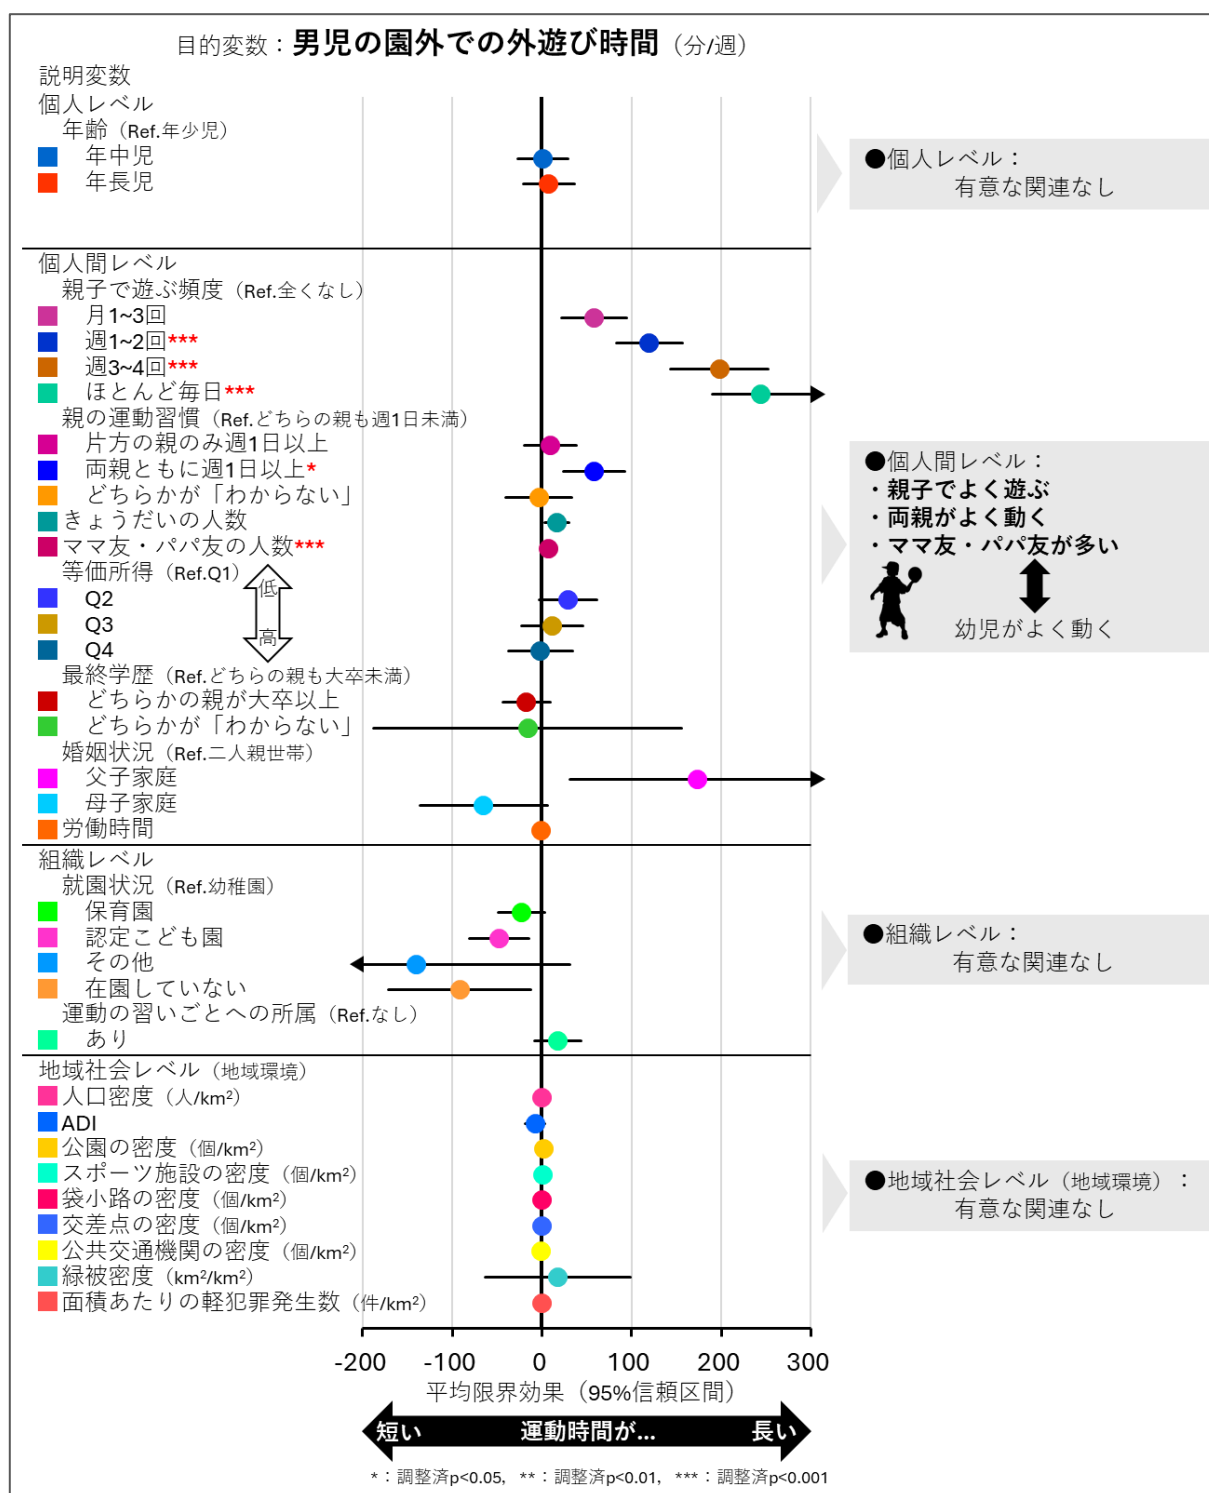 目的変数：男児の園外での外遊び時間（分/週）
説明変数
個人レベル
年齢（Ref.年少児）
年中児
年長児
●個人レベル：
有意な関連なし
個人間レベル
親子で遊ぶ頻度（Ref.全くなし）
月1~3回
週1~2回***
週3~4回***
ほとんど毎日***
親の運動習慣（Ref.どちらの親も週1日未満）
片方の親のみ週1日以上
両親ともに週1日以上*
どちらかが「わからない」
きょうだいの人数
ママ友・パパ友の人数***
等価所得（Ref.Q1）
低
高
Q2
Q3
Q4
最終学歴（Ref.どちらの親も大卒未満）
どちらかの親が大卒以上
どちらかが「わからない」
婚姻状況（Ref.二人親世帯）
父子家庭
母子家庭
労働時間
●個人間レベル：
・親子でよく遊ぶ
・両親がよく動く
・ママ友・パパ友が多い
幼児がよく動く
組織レベル
就園状況（Ref.幼稚園）
保育園
認定こども園
その他
在園していない
運動の習いごとへの所属（Ref.なし）
あり
●組織レベル：
有意な関連なし
地域社会レベル（地域環境）
人口密度（人/km²）
ADI
公園の密度（個/km²）
スポーツ施設の密度（個/km²）
袋小路の密度（個/km²）
交差点の密度（個/km²）
公共交通機関の密度（個/km²）
緑被密度（km²/km²）
面積あたりの軽犯罪発生数（件/km²）
●地域社会レベル（地域環境）：
有意な関連なし
-200 -100 0 100 200 300
平均限界効果（95%信頼区間）
短い 運動時間が... 長い
*：調整済p<0.05, **：調整済p<0.01, ***：調整済p<0.001